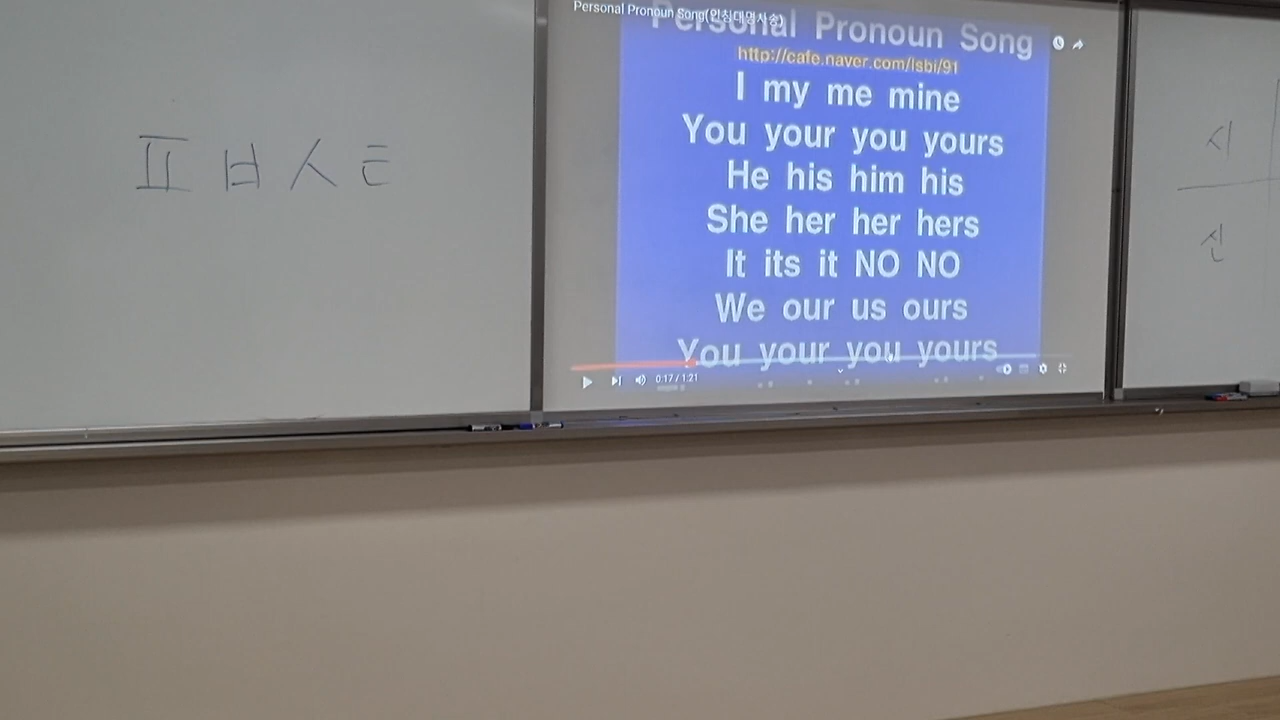 ㅍ ㅂ ㅅ ㅌ
Personal Pronoun Song(인칭대명사송)
Personal Pronoun Song
http://cafe.naver.com/lsbi/91
I my me mine
You your you yours
He his him his
She her her hers
It its it NO NO
We our us ours
You your you yours
0:17 / 1:21
시
신